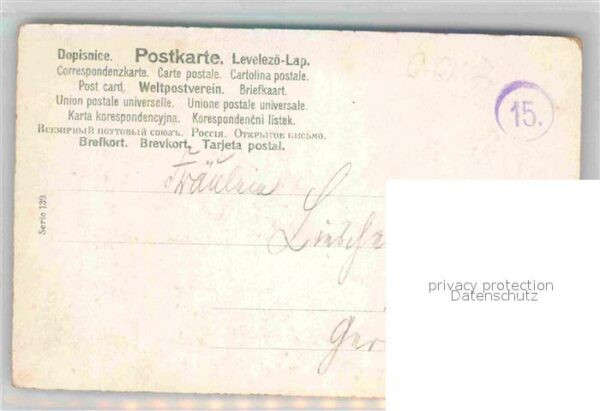 Dopisnice. Postkarte. Levelező-Lap.
Correspondenzkarte. Carte postale. Cartolina postale.
Post card, Weltpostverein. Briefkaart.
Union postale universelle. Unione postale universale.
Karta korespondencyjna. Korespondenční lístek.
Всемірный почтовый союзъ. Россія. Открытое письмо.
Brefkort. Brevkort. Tarjeta postal.
15.
Serie 139.
Fräulein
Ger
privacy protection
Datenschutz